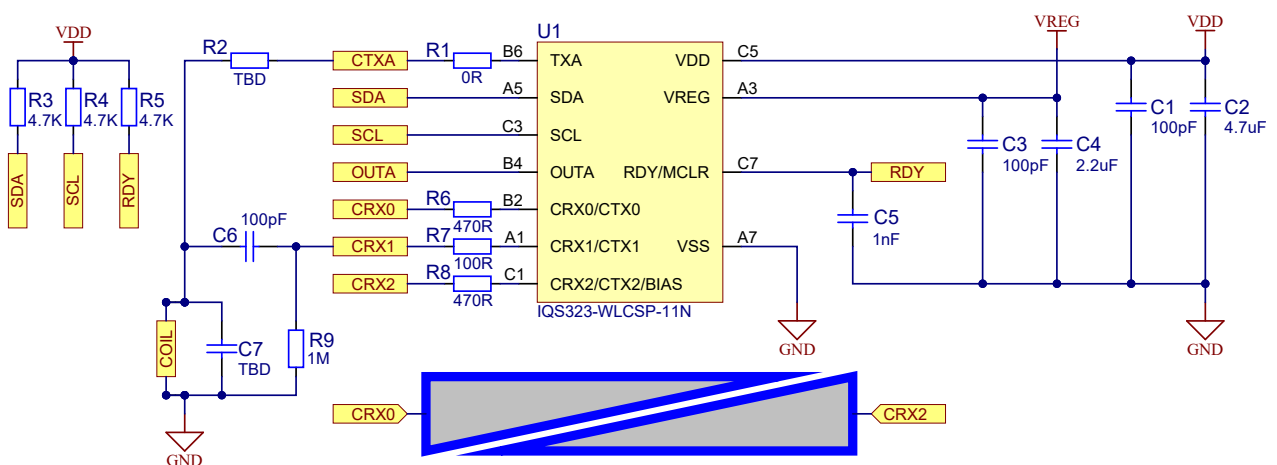 VDD
R3
4.7K
R4
4.7K
R5
4.7K
SDA
SCL
RDY
R2
TBD
CTXA
R1
0R
SDA
SCL
OUTA
CRX0
R6
470R
C6
100pF
CRX1
R7
100R
CRX2
R8
470R
COIL
C7
TBD
R9
1M
GND
U1
B6
TXA
VDD
C5
A5
SDA
VREG
A3
C3
SCL
B4
OUTA
RDY/MCLR
C7
B2
CRX0/CTX0
A1
CRX1/CTX1
VSS
A7
C1
CRX2/CTX2/BIAS
IQS323-WLCSP-11N
VREG
VDD
C1
100pF
C2
4.7uF
C3
100pF
C4
2.2uF
RDY
C5
1nF
GND
GND
CRX0
CRX2